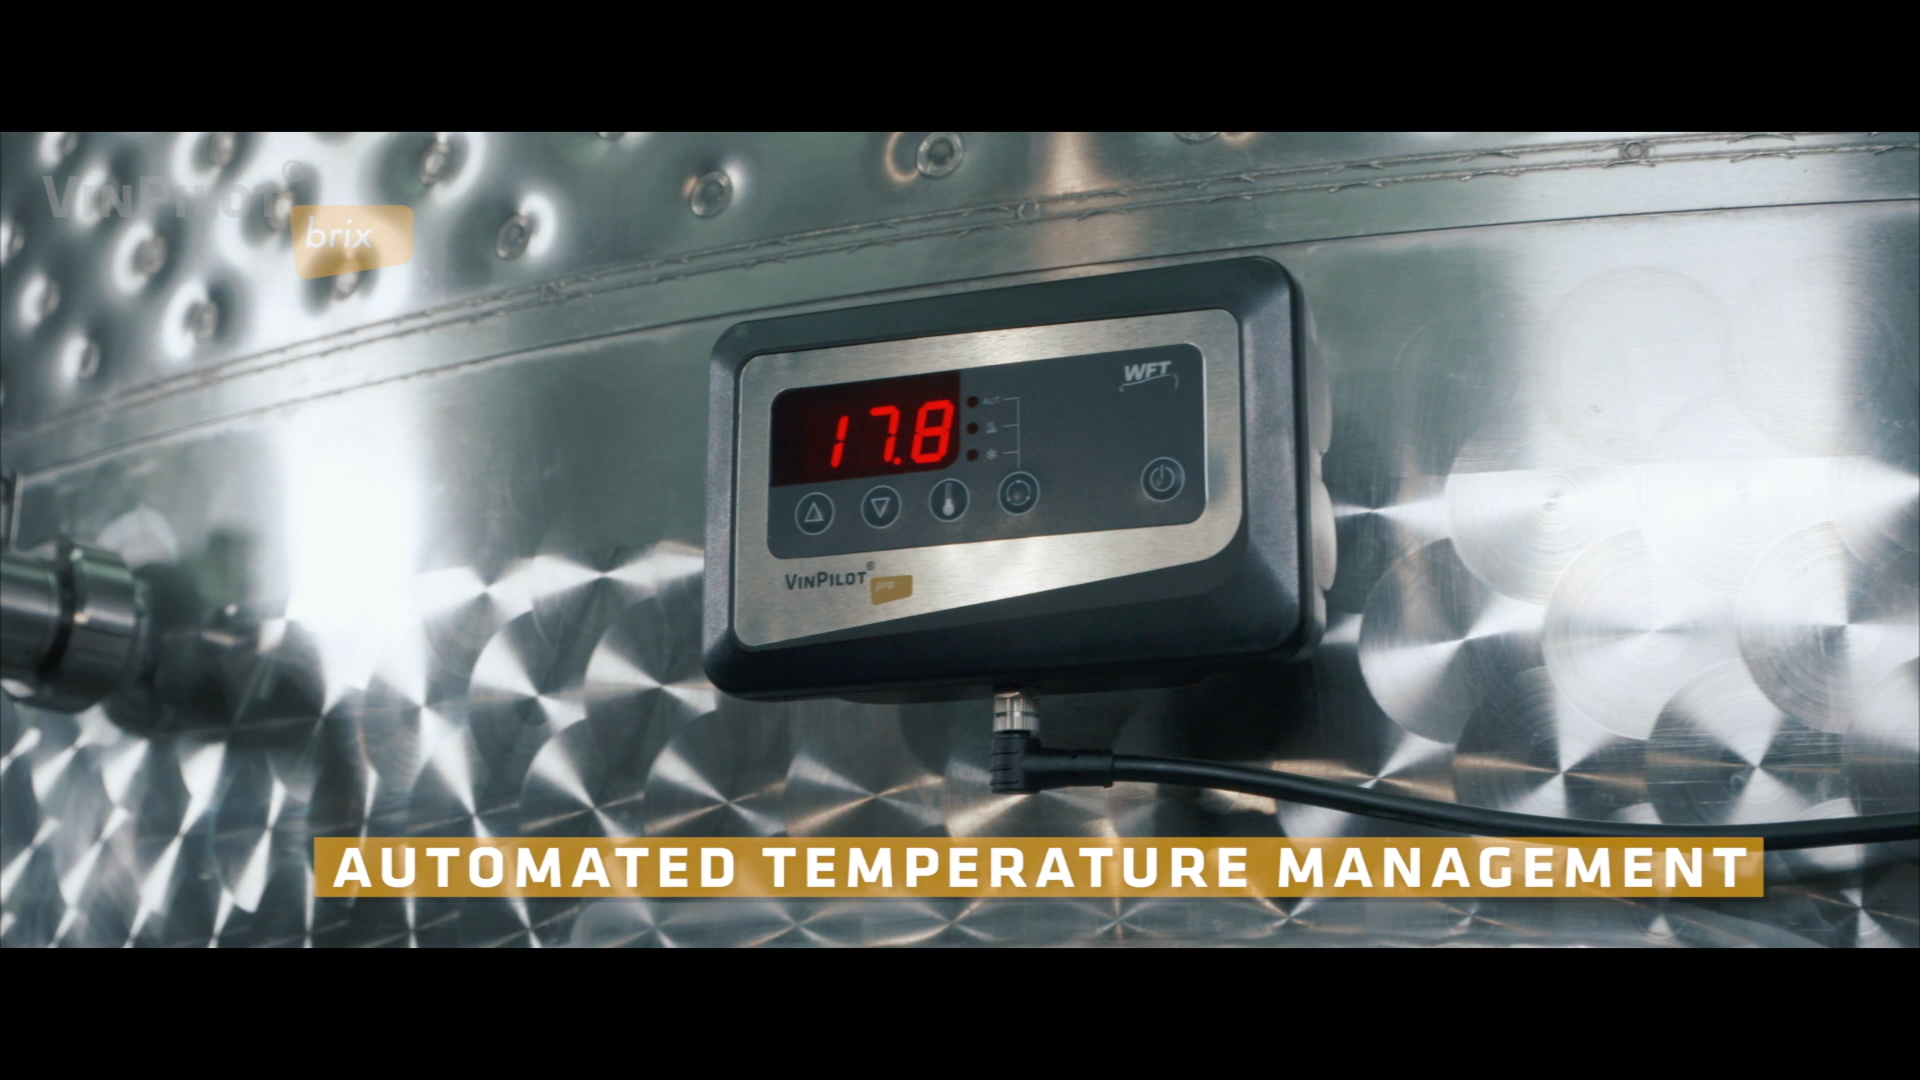 VINPILOT®
brix
WFT
17.8
AUT
VINPILOT®
pro
AUTOMATED TEMPERATURE MANAGEMENT